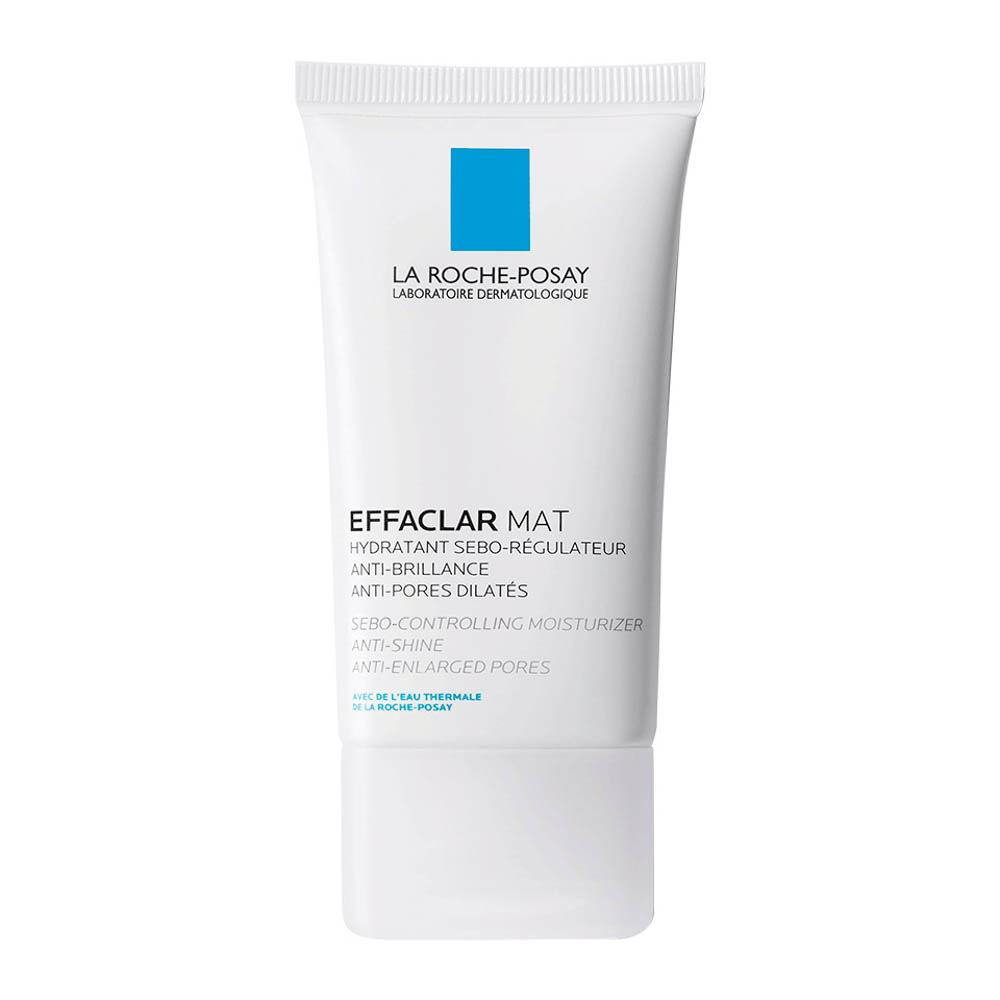 LA ROCHE-POSAY
LABORATOIRE DERMATOLOGIQUE
EFFACLAR MAT
HYDRATANT SEBO-RÉGULATEUR
ANTI-BRILLANCE
ANTI-PORES DILATÉS
SEBO-CONTROLLING MOISTURIZER
ANTI-SHINE
ANTI-ENLARGED PORES
AVEC DE L'EAU THERMALE
DE LA ROCHE-POSAY